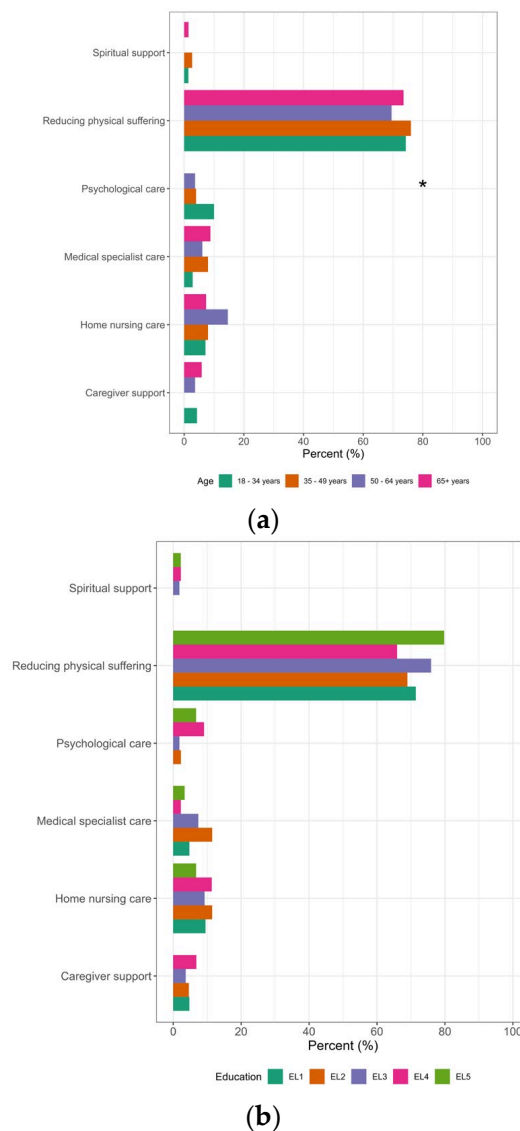 Spiritual support
Reducing physical suffering
Psychological care
*
Medical specialist care
Home nursing care
Caregiver support
0 20 40 60 80 100
Percent (%)
Age 18 - 34 years 35 - 49 years 50 - 64 years 65+ years
(a)
Spiritual support
Reducing physical suffering
Psychological care
Medical specialist care
Home nursing care
Caregiver support
0 20 40 60 80 100
Percent (%)
Education EL1 EL2 EL3 EL4 EL5
(b)